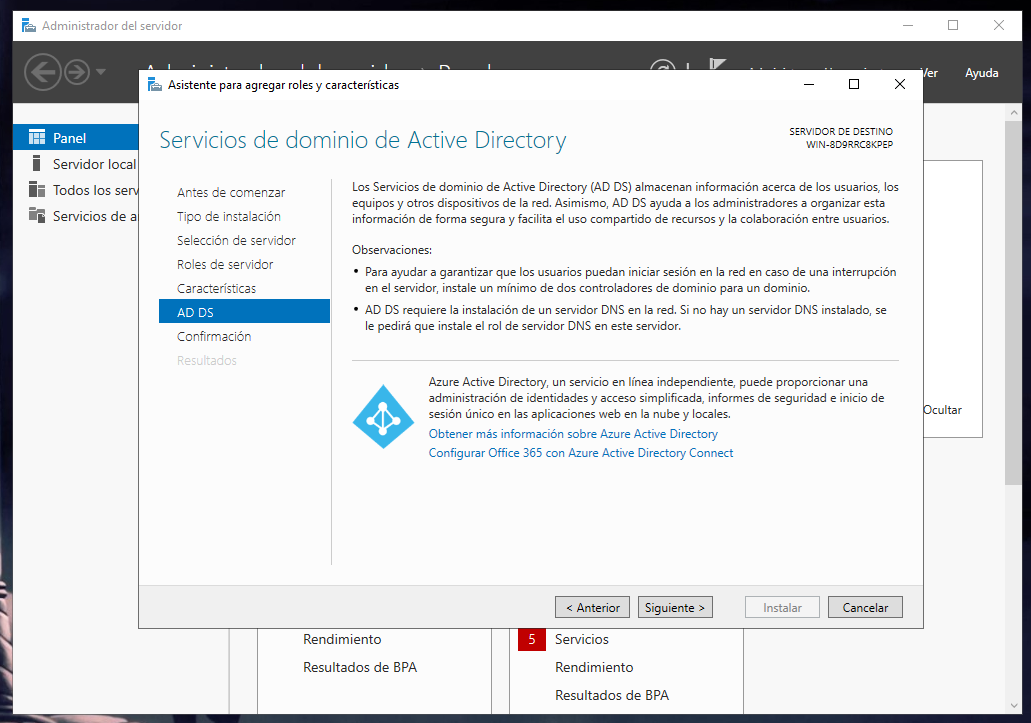 Administrador del servidor
Ver
Ayuda
Panel
Servidor local
Todos los serv
Servicios de a
Asistente para agregar roles y características
Servicios de dominio de Active Directory
SERVIDOR DE DESTINO
WIN-8D9RRC8KPEP
Antes de comenzar
Tipo de instalación
Selección de servidor
Roles de servidor
Características
AD DS
Confirmación
Resultados
Los Servicios de dominio de Active Directory (AD DS) almacenan información acerca de los usuarios, los
equipos y otros dispositivos de la red. Asimismo, AD DS ayuda a los administradores a organizar esta
información de forma segura y facilita el uso compartido de recursos y la colaboración entre usuarios.
Observaciones:
• Para ayudar a garantizar que los usuarios puedan iniciar sesión en la red en caso de una interrupción
en el servidor, instale un mínimo de dos controladores de dominio para un dominio.
• AD DS requiere la instalación de un servidor DNS en la red. Si no hay un servidor DNS instalado, se
le pedirá que instale el rol de servidor DNS en este servidor.
Azure Active Directory, un servicio en línea independiente, puede proporcionar una
administración de identidades y acceso simplificada, informes de seguridad e inicio de
sesión único en las aplicaciones web en la nube y locales.
Obtener más información sobre Azure Active Directory
Configurar Office 365 con Azure Active Directory Connect
Ocultar
< Anterior
Siguiente >
Instalar
Cancelar
Rendimiento
Resultados de BPA
5 Servicios
Rendimiento
Resultados de BPA